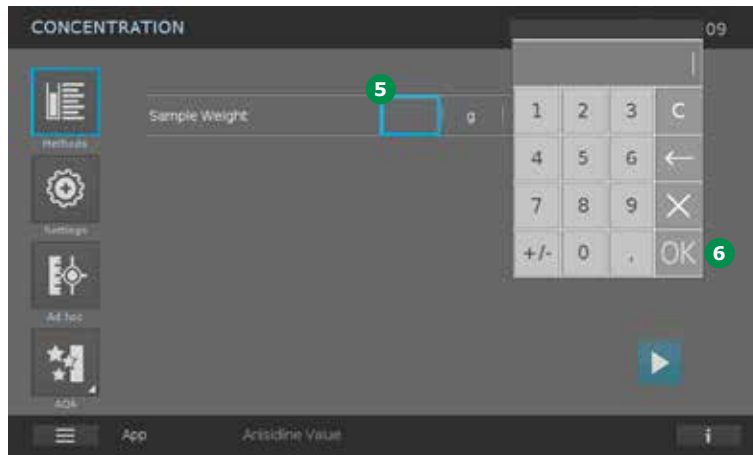 CONCENTRATION
09
5
Sample Weight
g
1 2 3 C
4 5 6 ←
7 8 9 ×
+/- 0 , OK
6
Methods
Settings
Ad hoc
AQA
App
Anisidine Value
i